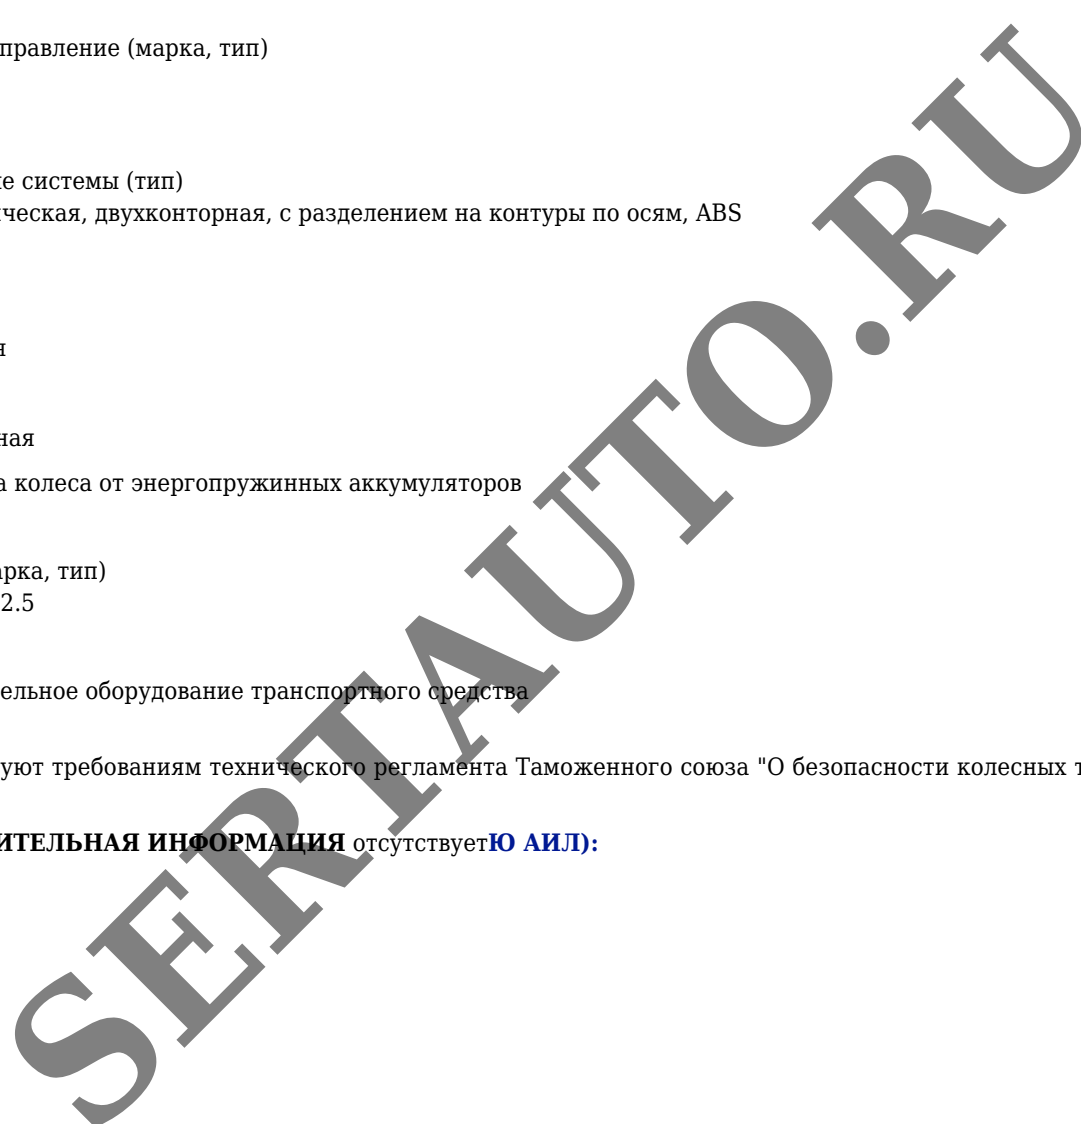 правление (марка, тип)
е системы (тип)
ческая, двухконторная, с разделением на контуры по осям, ABS
я
ная
а колеса от энергопружинных аккумуляторов
арка, тип)
2.5
ельное оборудование транспортного средства
уют требованиям технического регламента Таможенного союза "О безопасности колесных т
ИТЕЛЬНАЯ ИНФОРМАЦИЯ отсутствуетЮ АИЛ):
SERTAUTO.RU